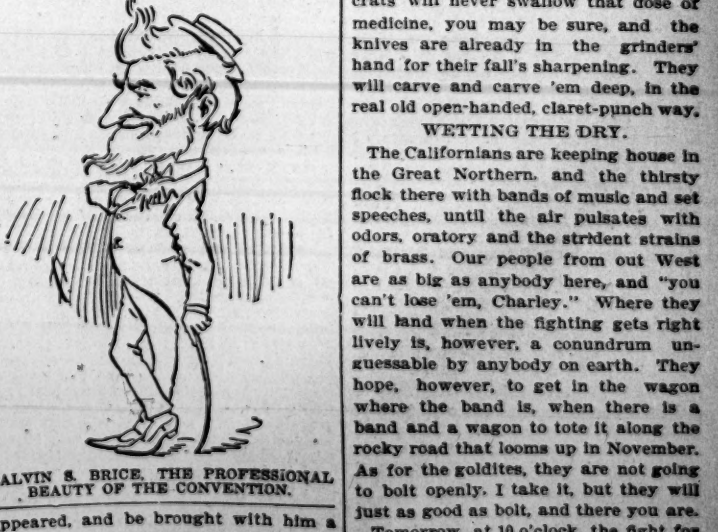 ALVIN S. BRICE, THE PROFESSIONAL
BEAUTY OF THE CONVENTION.
appeared, and be brought with him a
crats will never swallow that dose of
medicine, you may be sure, and the
knives are already in the grinders'
hand for their fall's sharpening. They
will carve and carve 'em deep, in the
real old open-handed, claret-punch way.
WETTING THE DRY.
The Californians are keeping house in
the Great Northern, and the thirsty
flock there with bands of music and set
speeches, until the air pulsates with
odors, oratory and the strident strains
of brass. Our people from out West
are as big as anybody here, and "you
can't lose 'em, Charley." Where they
will land when the fighting gets right
lively is, however, a conundrum un-
guessable by anybody on earth. They
hope, however, to get in the wagon
where the band is, when there is a
band and a wagon to tote it along the
rocky road that looms up in November.
As for the goldites, they are not going
to bolt openly, I take it, but they will
just as good as bolt, and there you are.
Tomorrow, at 10 o'clock, the fight for